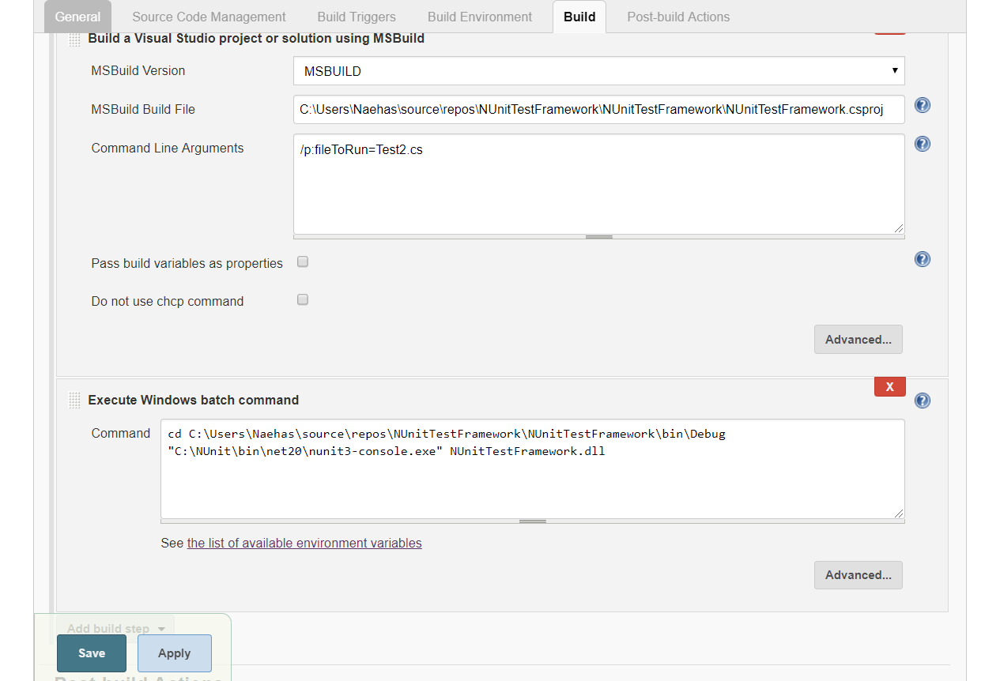 General Source Code Management Build Triggers Build Environment Build Post-build Actions
Build a Visual Studio project or solution using MSBuild
MSBuild Version MSBUILD
MSBuild Build File C:\Users\Naehas\source\repos\NUnitTestFramework\NUnitTestFramework\NUnitTestFramework.csproj
Command Line Arguments /p:fileToRun=Test2.cs
Pass build variables as properties
Do not use chcp command
Advanced...
X
Execute Windows batch command
Command cd C:\Users\Naehas\source\repos\NUnitTestFramework\NUnitTestFramework\bin\Debug
"C:\NUnit\bin\net20\nunit3-console.exe" NUnitTestFramework.dll
See the list of available environment variables
Advanced...
Add build step
Save Apply
Post-build Actions